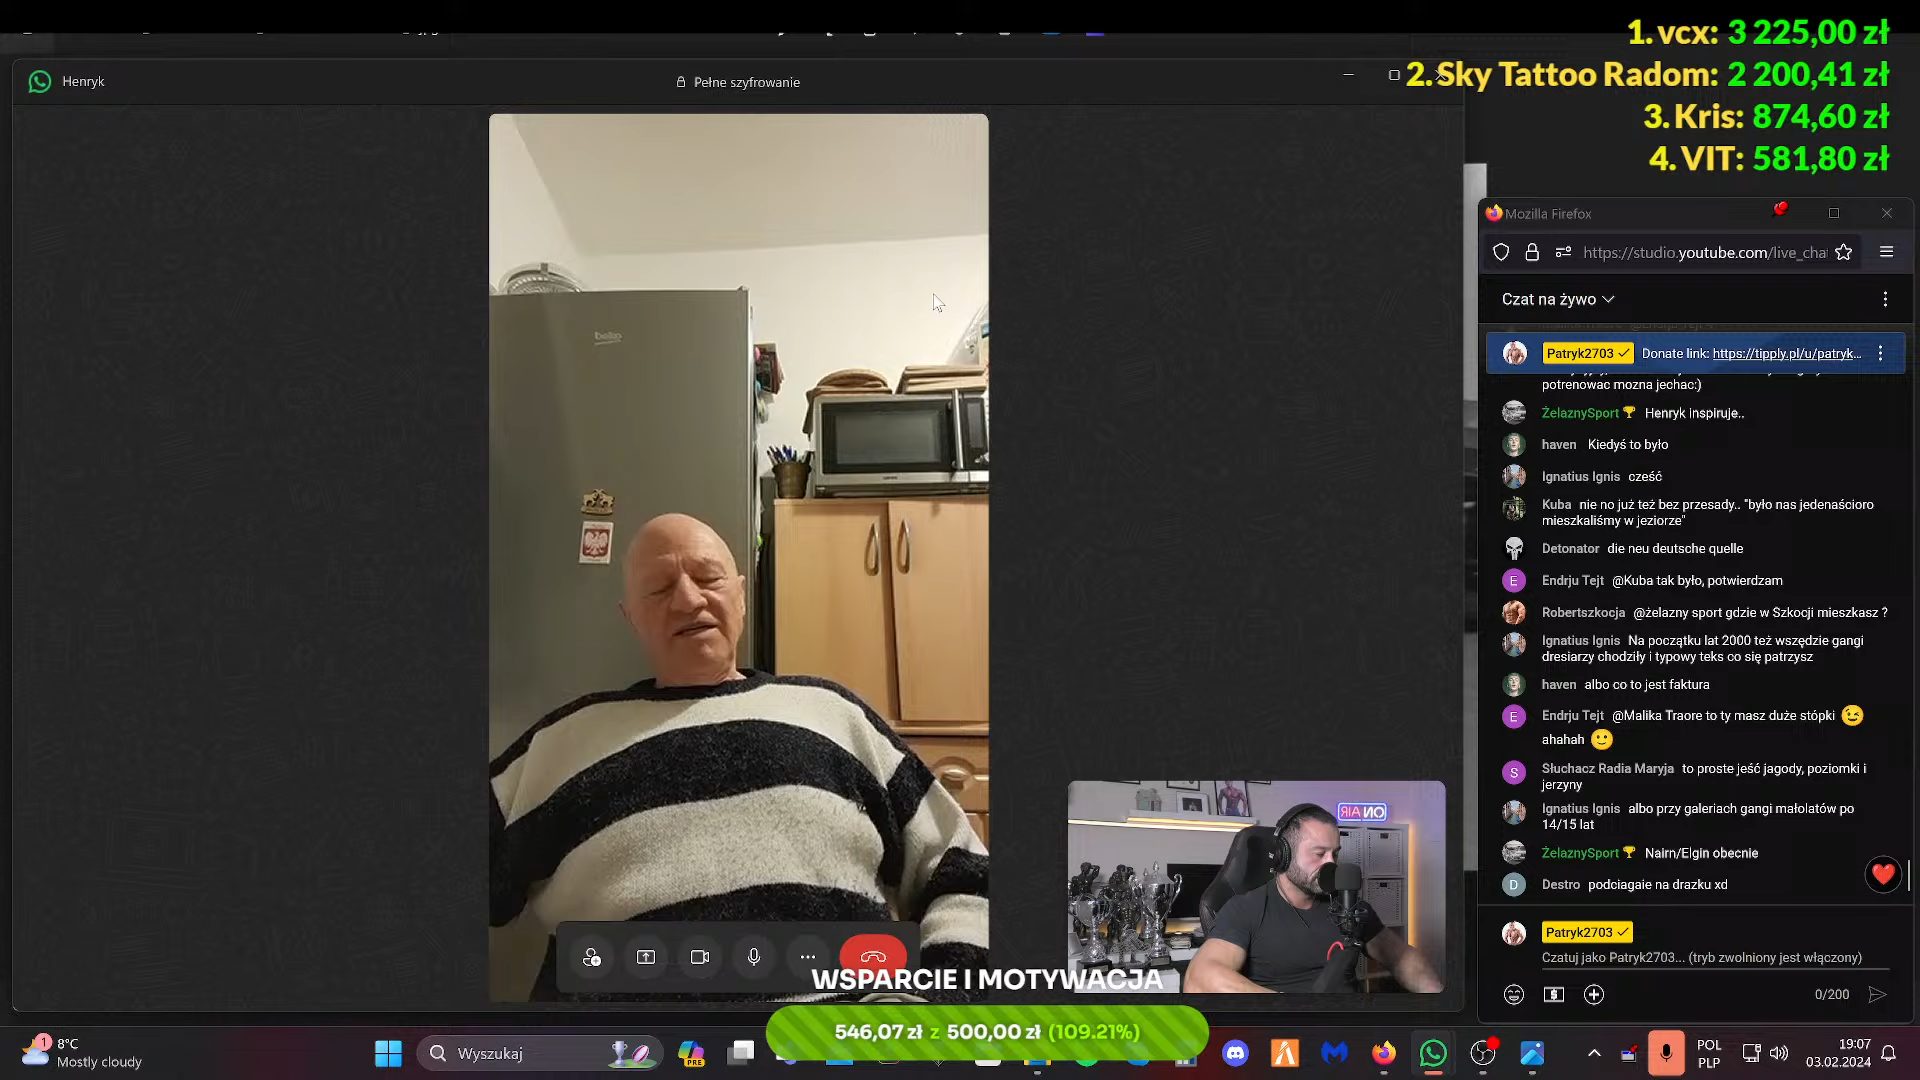 1. vcx: 3 225,00 zł
2. Sky Tattoo Radom: 2 200,41 zł
3. Kris: 874,60 zł
4. VIT: 581,80 zł
Henryk
Pełne szyfrowanie
beko
ON AIR
WSPARCIE I MOTYWACJA
546,07 zł z 500,00 zł (109.21%)
Mozilla Firefox
https://studio.youtube.com/live_cha
Czat na żywo
Patryk2703 Donate link: https://tipply.pl/u/patryk...
potrenowac mozna jechac:)
ŻelaznySport Henryk inspiruje..
haven Kiedyś to było
Ignatius Ignis cześć
Kuba nie no już też bez przesady.. "było nas jedenaścioro
mieszkaliśmy w jeziorze"
Detonator die neu deutsche quelle
E Endrju Tejt @Kuba tak było, potwierdzam
Robertszkocja @żelazny sport gdzie w Szkocji mieszkasz ?
Ignatius Ignis Na początku lat 2000 też wszędzie gangi
dresiarzy chodziły i typowy teks co się patrzysz
haven albo co to jest faktura
E Endrju Tejt @Malika Traore to ty masz duże stópki 😉
ahahah 🙂
S Słuchacz Radia Maryja to proste jeść jagody, poziomki i
jerzyny
Ignatius Ignis albo przy galeriach gangi małolatów po
14/15 lat
ŻelaznySport Nairn/Elgin obecnie
D Destro podciagaie na drazku xd
Patryk2703
Czatuj jako Patryk2703... (tryb zwolniony jest włączony)
0/200
1
8°C
Mostly cloudy
Wyszukaj
PRE
POL
PLP
19:07
03.02.2024